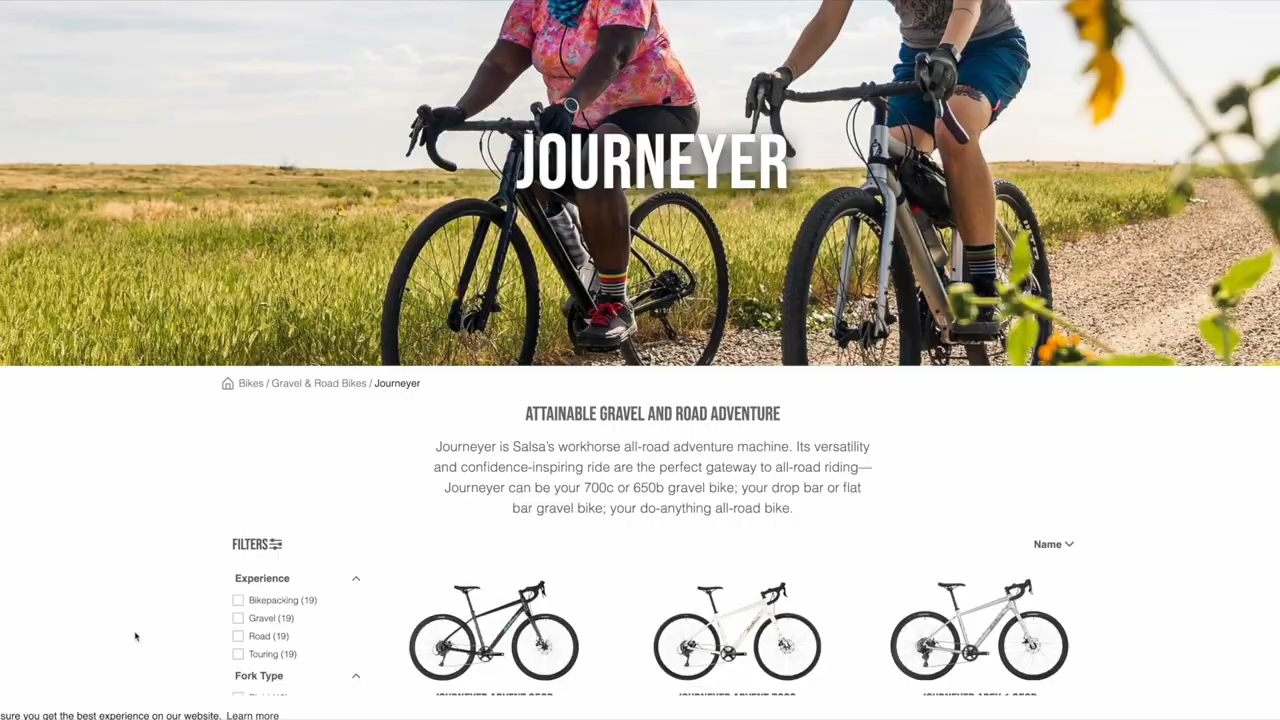 JOURNEYER
Bikes / Gravel & Road Bikes / Journeyer
ATTAINABLE GRAVEL AND ROAD ADVENTURE
Journeyer is Salsa's workhorse all-road adventure machine. Its versatility
and confidence-inspiring ride are the perfect gateway to all-road riding—
Journeyer can be your 700c or 650b gravel bike; your drop bar or flat
bar gravel bike; your do-anything all-road bike.
FILTERS
Name
Experience
Bikepacking (19)
Gravel (19)
Road (19)
Touring (19)
Fork Type
sure you get the best experience on our website. Learn more